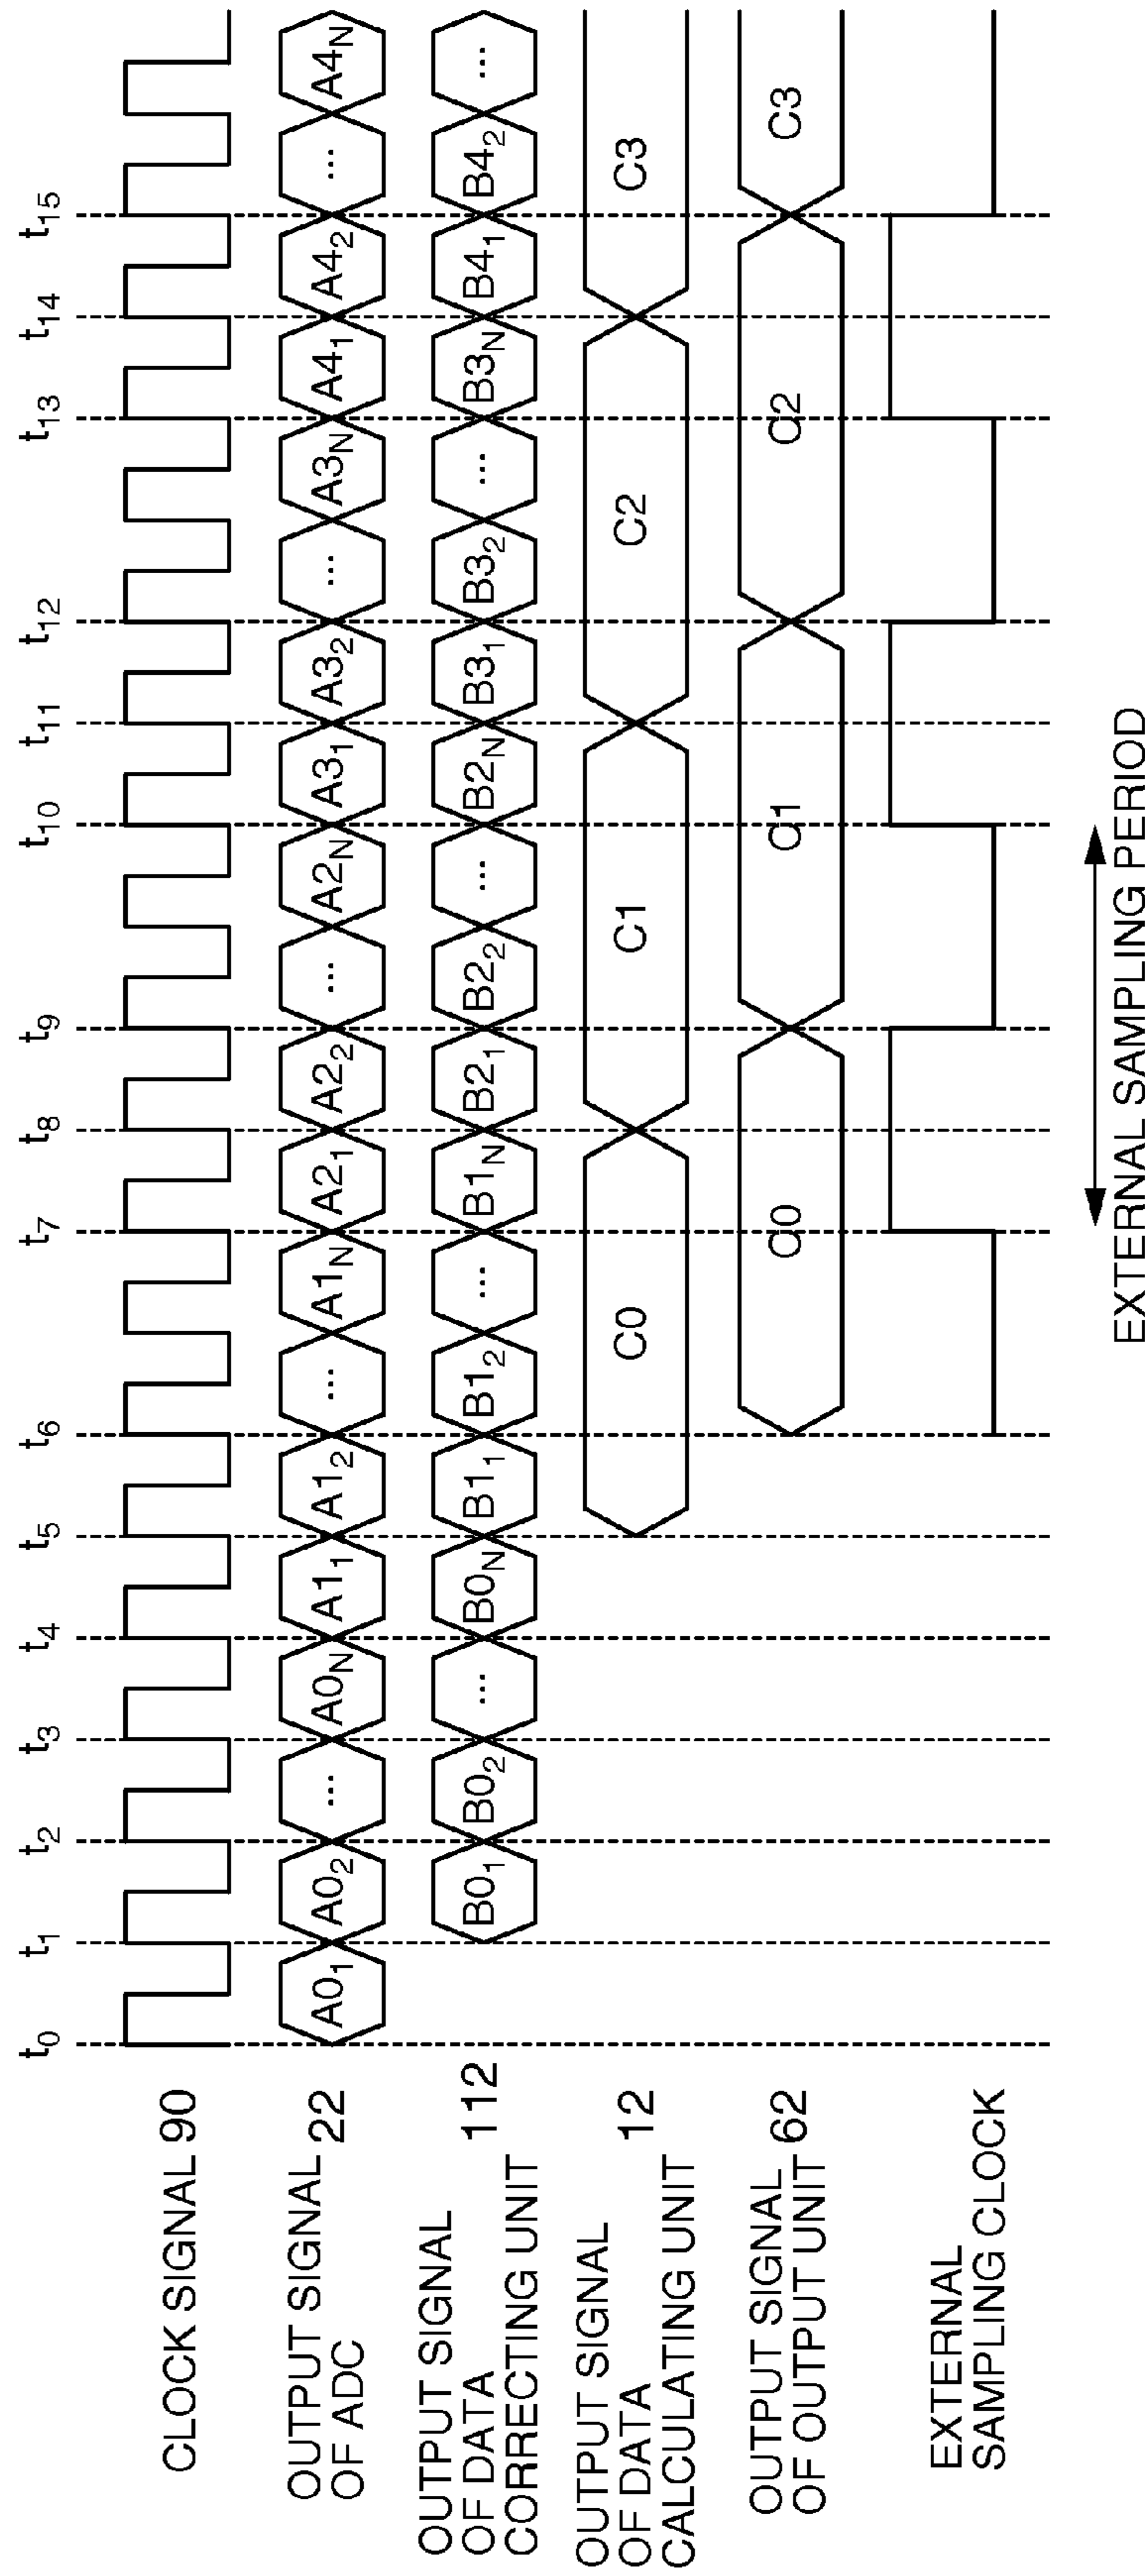 t0 t1 t2 t3 t4 t5 t6 t7 t8 t9 t10 t11 t12 t13 t14 t15
CLOCK SIGNAL 90
OUTPUT SIGNAL 22
OF ADC
A01 A02 ... A0N A11 A12 ... A1N A21 A22 ... A2N A31 A32 ... A3N A41 A42 ... A4N
OUTPUT SIGNAL
OF DATA 112
CORRECTING UNIT
B01 B02 ... B0N B11 B12 ... B1N B21 B22 ... B2N B31 B32 ... B3N B41 B42 ...
OUTPUT SIGNAL
OF DATA 12
CALCULATING UNIT
C0 C1 C2 C3
OUTPUT SIGNAL 62
OF OUTPUT UNIT
C0 C1 C2 C3
EXTERNAL
SAMPLING CLOCK
EXTERNAL SAMPLING PERIOD